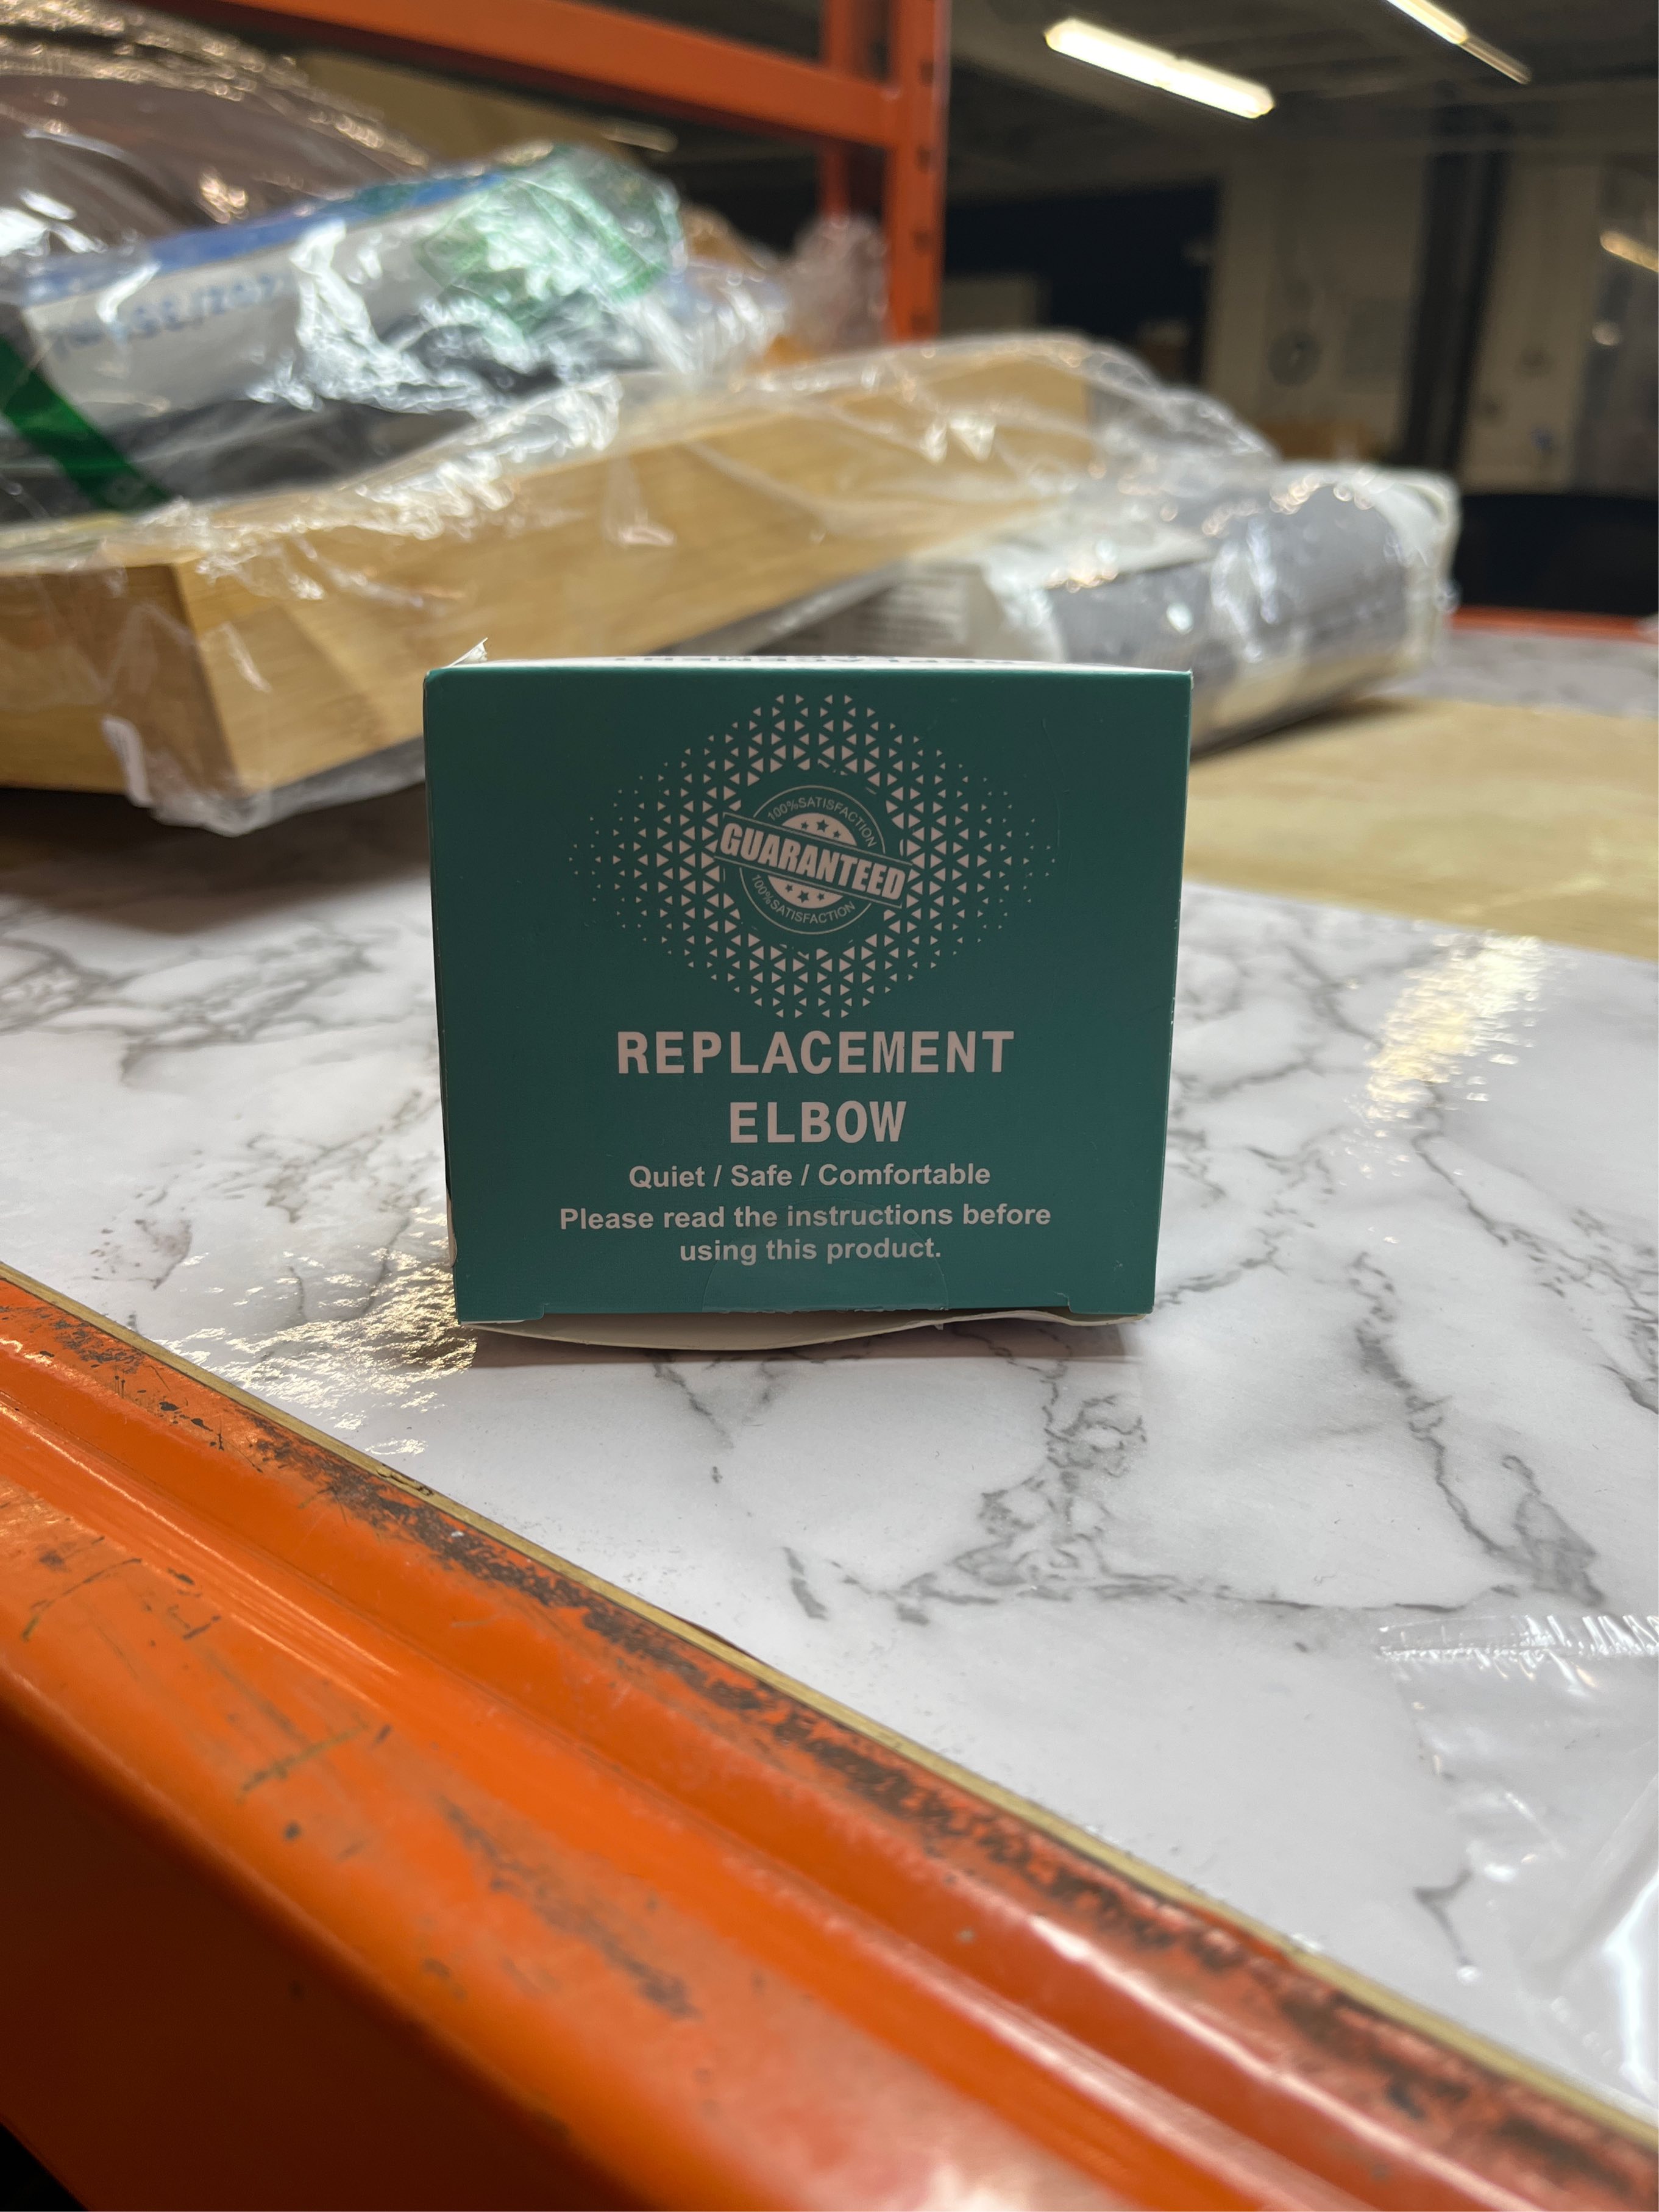 100%SATISFACTION
GUARANTEED
100%SATISFACTION
REPLACEMENT
ELBOW
Quiet / Safe / Comfortable
Please read the instructions before
using this product.